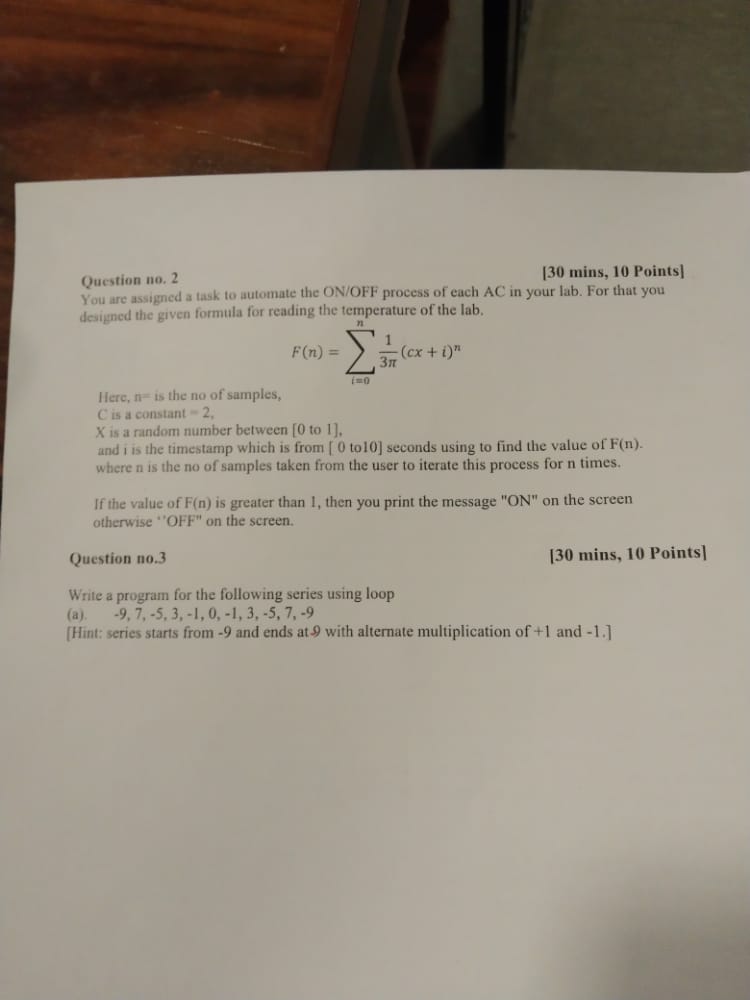 Question no. 2 [30 mins, 10 Points]
You are assigned a task to automate the ON/OFF process of each AC in your lab. For that you
designed the given formula for reading the temperature of the lab.
F(n) = \sum_{i=0}^{n} \frac{1}{3π}(cx + i)^n
Here, n= is the no of samples,
C is a constant = 2,
X is a random number between [0 to 1],
and i is the timestamp which is from [ 0 to10] seconds using to find the value of F(n).
where n is the no of samples taken from the user to iterate this process for n times.
If the value of F(n) is greater than 1, then you print the message "ON" on the screen
otherwise ‘'OFF" on the screen.
Question no.3 [30 mins, 10 Points]
Write a program for the following series using loop
(a). -9, 7, -5, 3, -1, 0, -1, 3, -5, 7, -9
[Hint: series starts from -9 and ends at 9 with alternate multiplication of +1 and -1.]